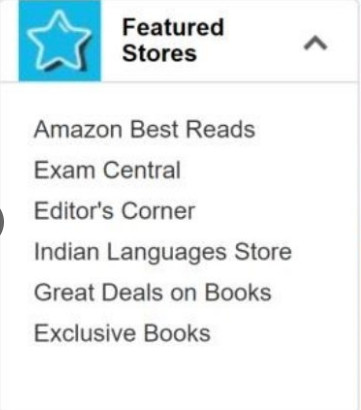 Featured
Stores
Amazon Best Reads
Exam Central
Editor's Corner
Indian Languages Store
Great Deals on Books
Exclusive Books